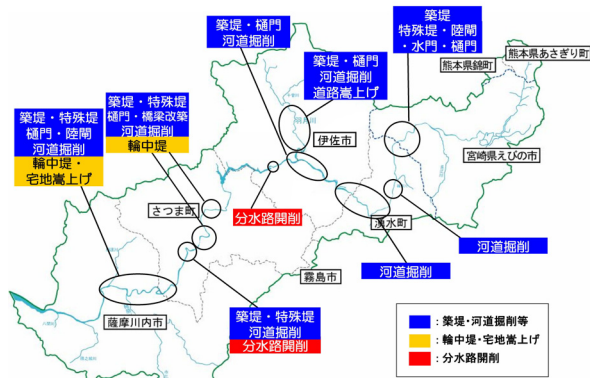 築堤・樋門
河道掘削
築堤
特殊堤・陸閘
・水門・樋門
熊本県あさぎり町
熊本県錦町
築堤・樋門
河道掘削
道路嵩上げ
築堤・特殊堤
樋門・橋梁改築
河道掘削
輪中堤
築堤・特殊堤
樋門・陸閘
河道掘削
輪中堤・
宅地嵩上げ
伊佐市
宮崎県えびの市
さつま町
分水路開削
湧水町
河道掘削
河道掘削
霧島市
薩摩川内市
築堤・特殊堤
河道掘削
分水路開削
：築堤・河道掘削等
：輪中堤・宅地嵩上げ
：分水路開削